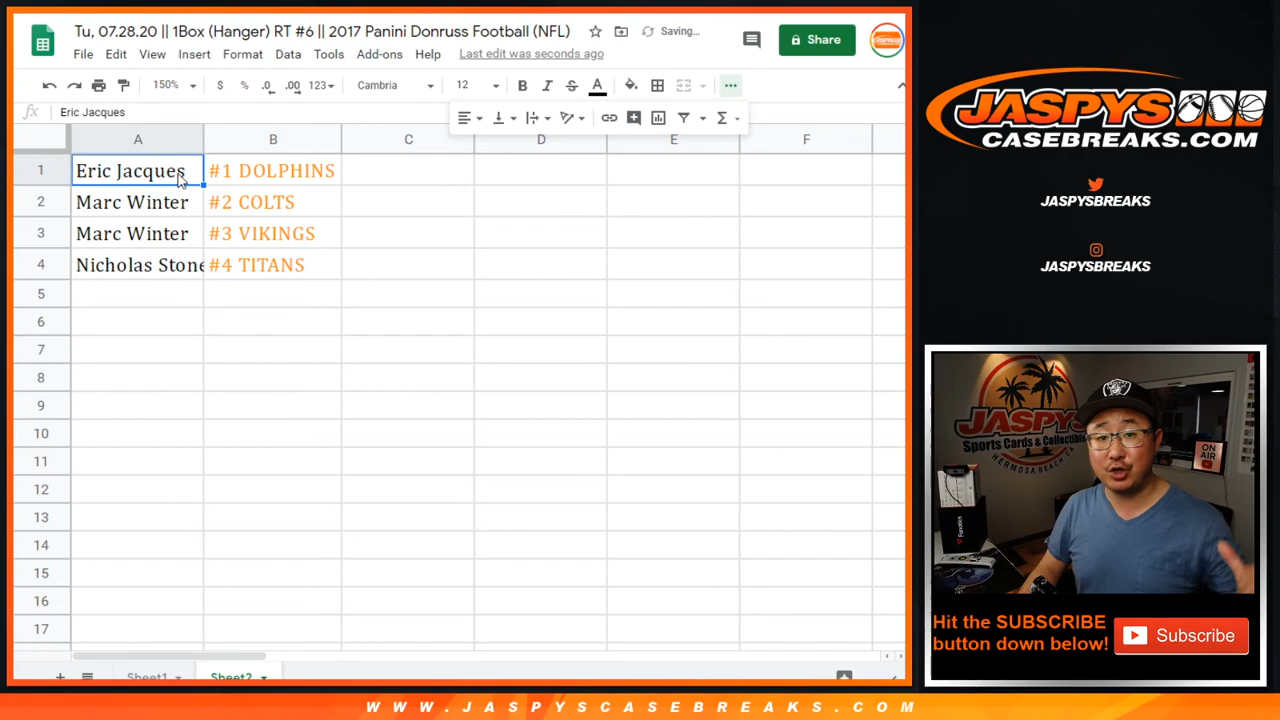 Tu, 07.28.20 || 1Box (Hanger) RT #6 || 2017 Panini Donruss Football (NFL)
Saving...
File Edit View Insert Format Data Tools Add-ons Help Last edit was seconds ago
Share
150% $ % .0 .00 123 Cambria 12 B I S A
fx Eric Jacques
A B C D E F
1 Eric Jacques #1 DOLPHINS
2 Marc Winter #2 COLTS
3 Marc Winter #3 VIKINGS
4 Nicholas Stone #4 TITANS
5
6
7
8
9
10
11
12
13
14
15
16
17
Sheet1 Sheet2
JASPYS
CASEBREAKS.COM
JASPYSBREAKS
JASPYSBREAKS
JASPYS
Sports Cards & Collectible
HERMOSA BEACH, CA
ON AIR
Fanatics
Hit the SUBSCRIBE
button down below!
Subscribe
WWW.JASPYSCASEBREAKS.COM